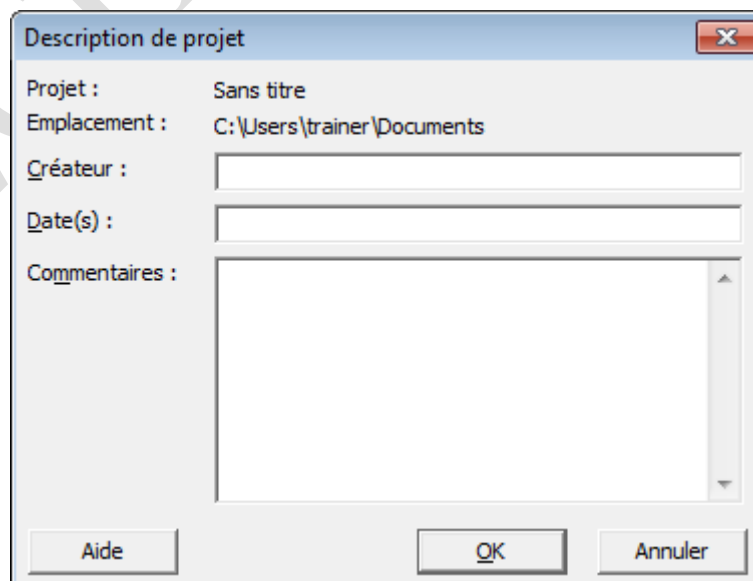 Description de projet
Projet : Sans titre
Emplacement : C:\Users\trainer\Documents
Créateur :
Date(s) :
Commentaires :
Aide OK Annuler